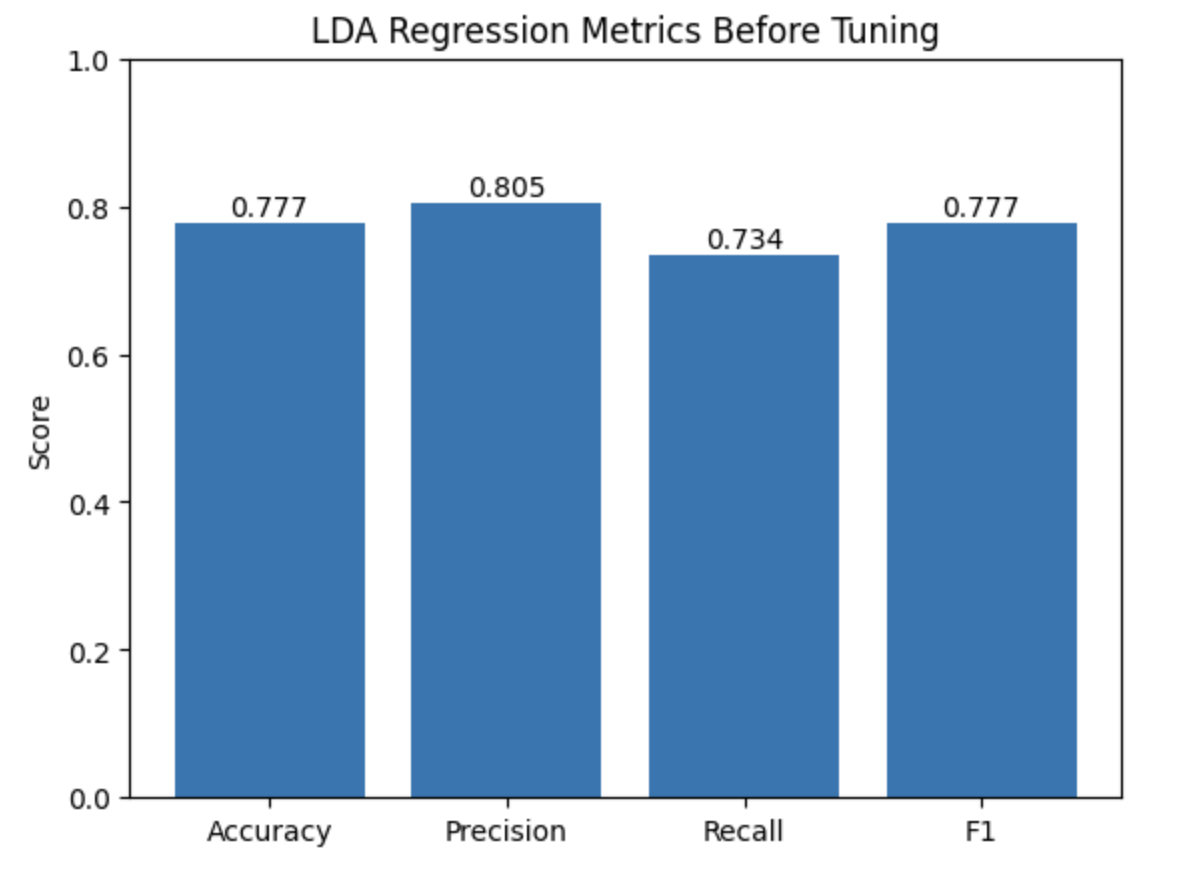 LDA Regression Metrics Before Tuning
1.0
0.8
0.6
0.4
0.2
0.0
Score
0.777
0.805
0.734
0.777
Accuracy
Precision
Recall
F1